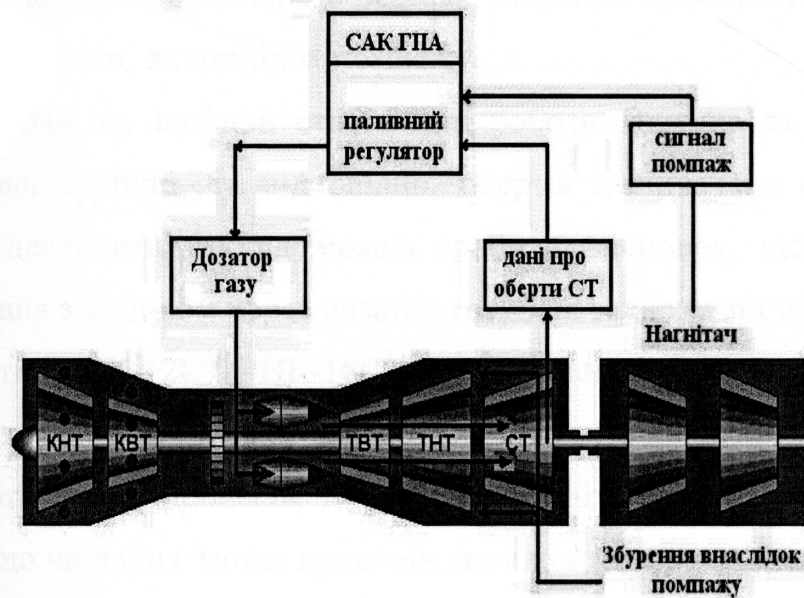 САК ГПА
паливний
регулятор
сигнал
помпаж
Дозатор
газу
дані про
оберти СТ
Нагнітач
КНТ
КВТ
ТВТ
ТНТ
СТ
Збурення внаслідок
помпажу